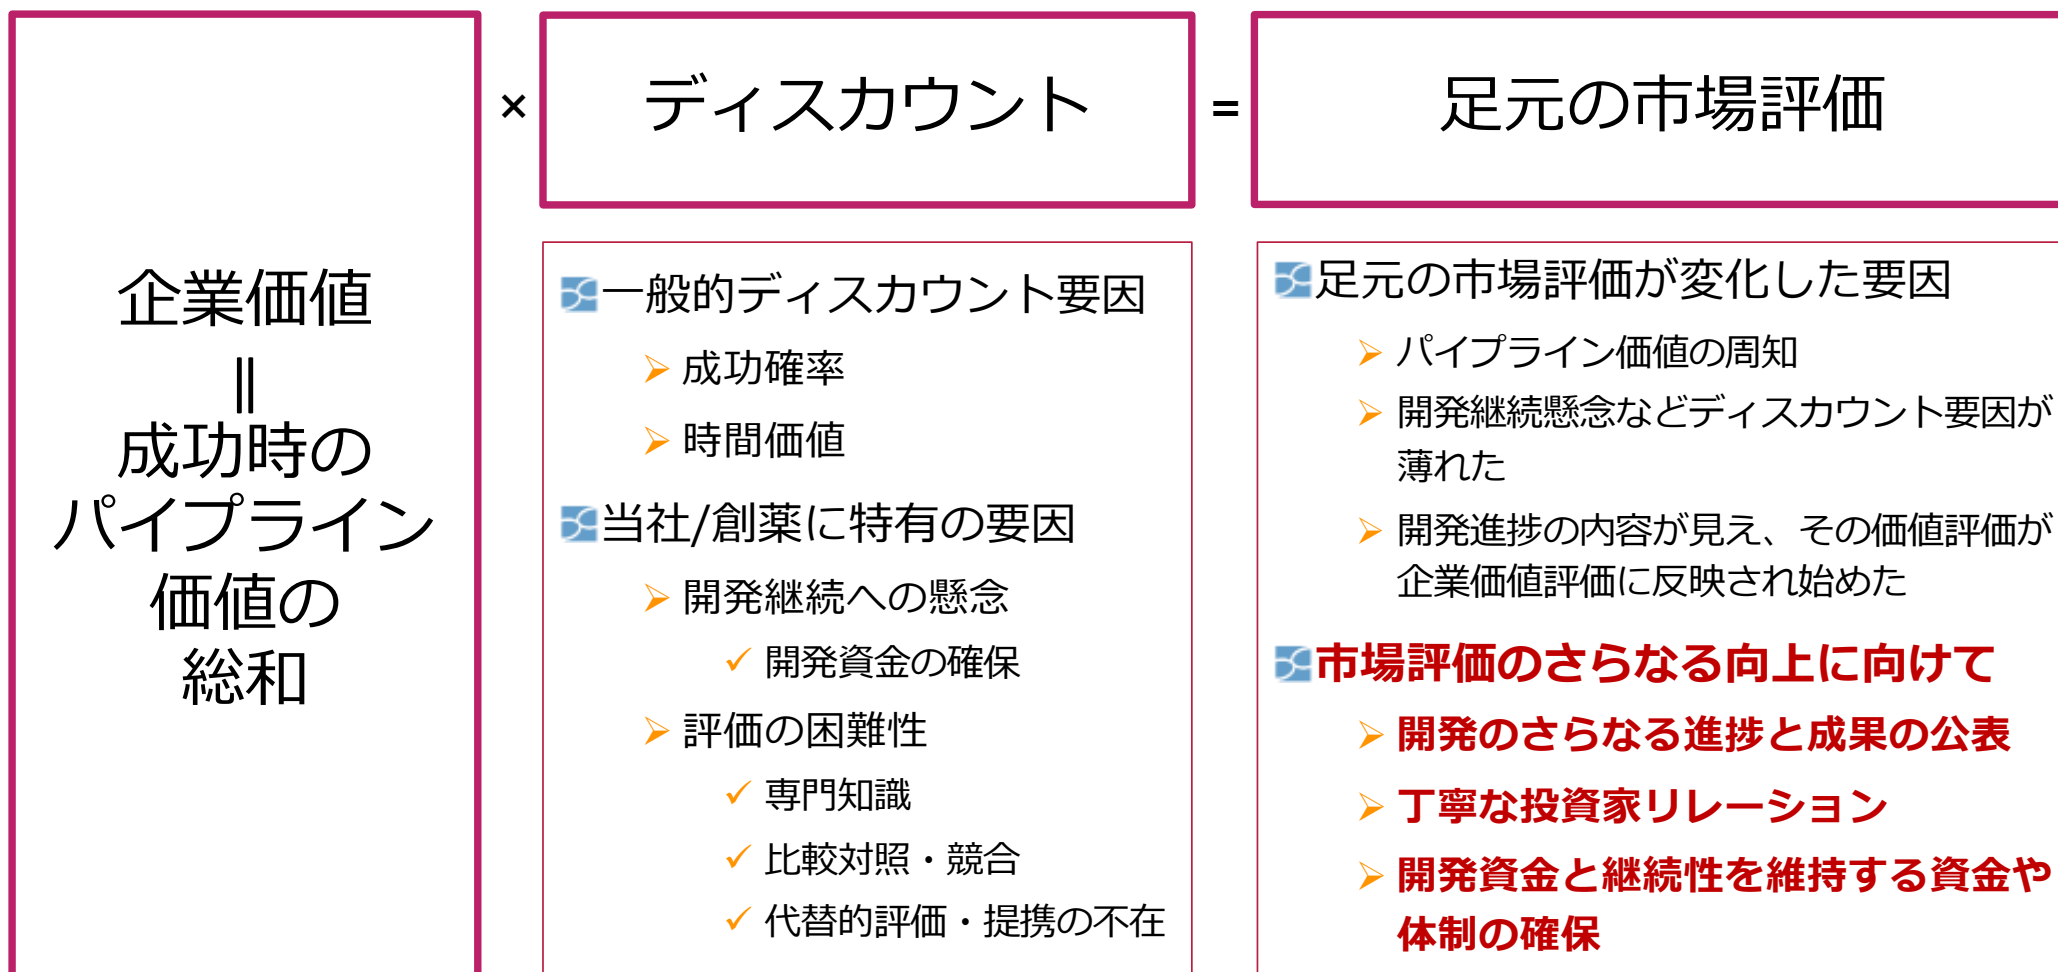 企業価値
||
成功時の
パイプライン
価値の
総和
×
ディスカウント
=
足元の市場評価
一般的ディスカウント要因
成功確率
時間価値
当社/創薬に特有の要因
開発継続への懸念
開発資金の確保
評価の困難性
専門知識
比較対照・競合
代替的評価・提携の不在
足元の市場評価が変化した要因
パイプライン価値の周知
開発継続懸念などディスカウント要因が
薄れた
開発進捗の内容が見え、その価値評価が
企業価値評価に反映され始めた
市場評価のさらなる向上に向けて
開発のさらなる進捗と成果の公表
丁寧な投資家リレーション
開発資金と継続性を維持する資金や
体制の確保